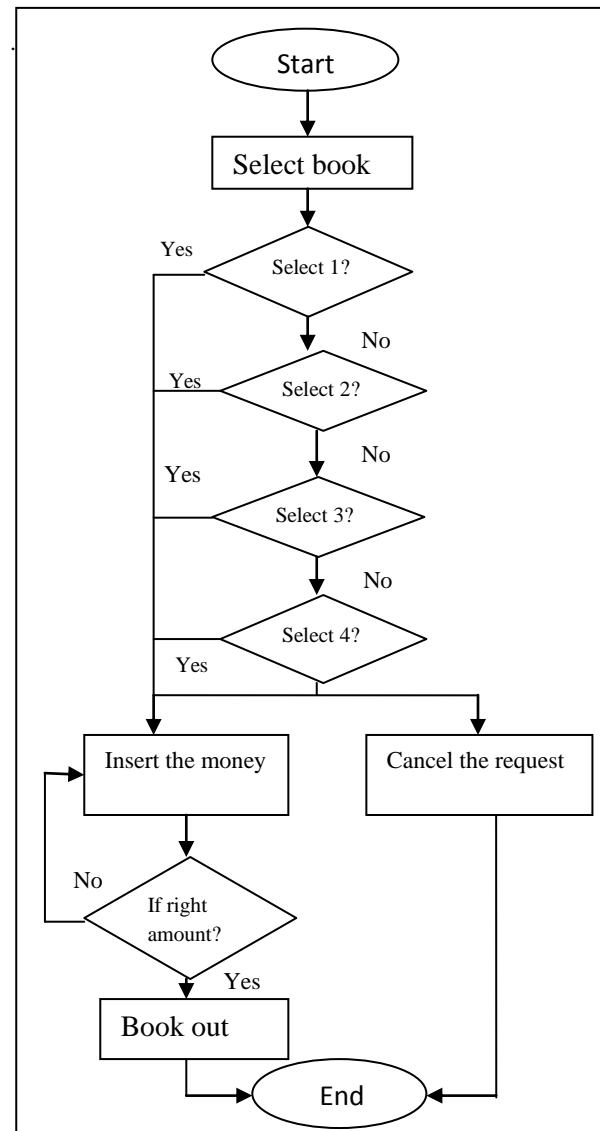 Start
Select book
Yes
Select 1?
No
Yes
Select 2?
No
Yes
Select 3?
No
Select 4?
Yes
Insert the money
Cancel the request
No
If right
amount?
Yes
Book out
End